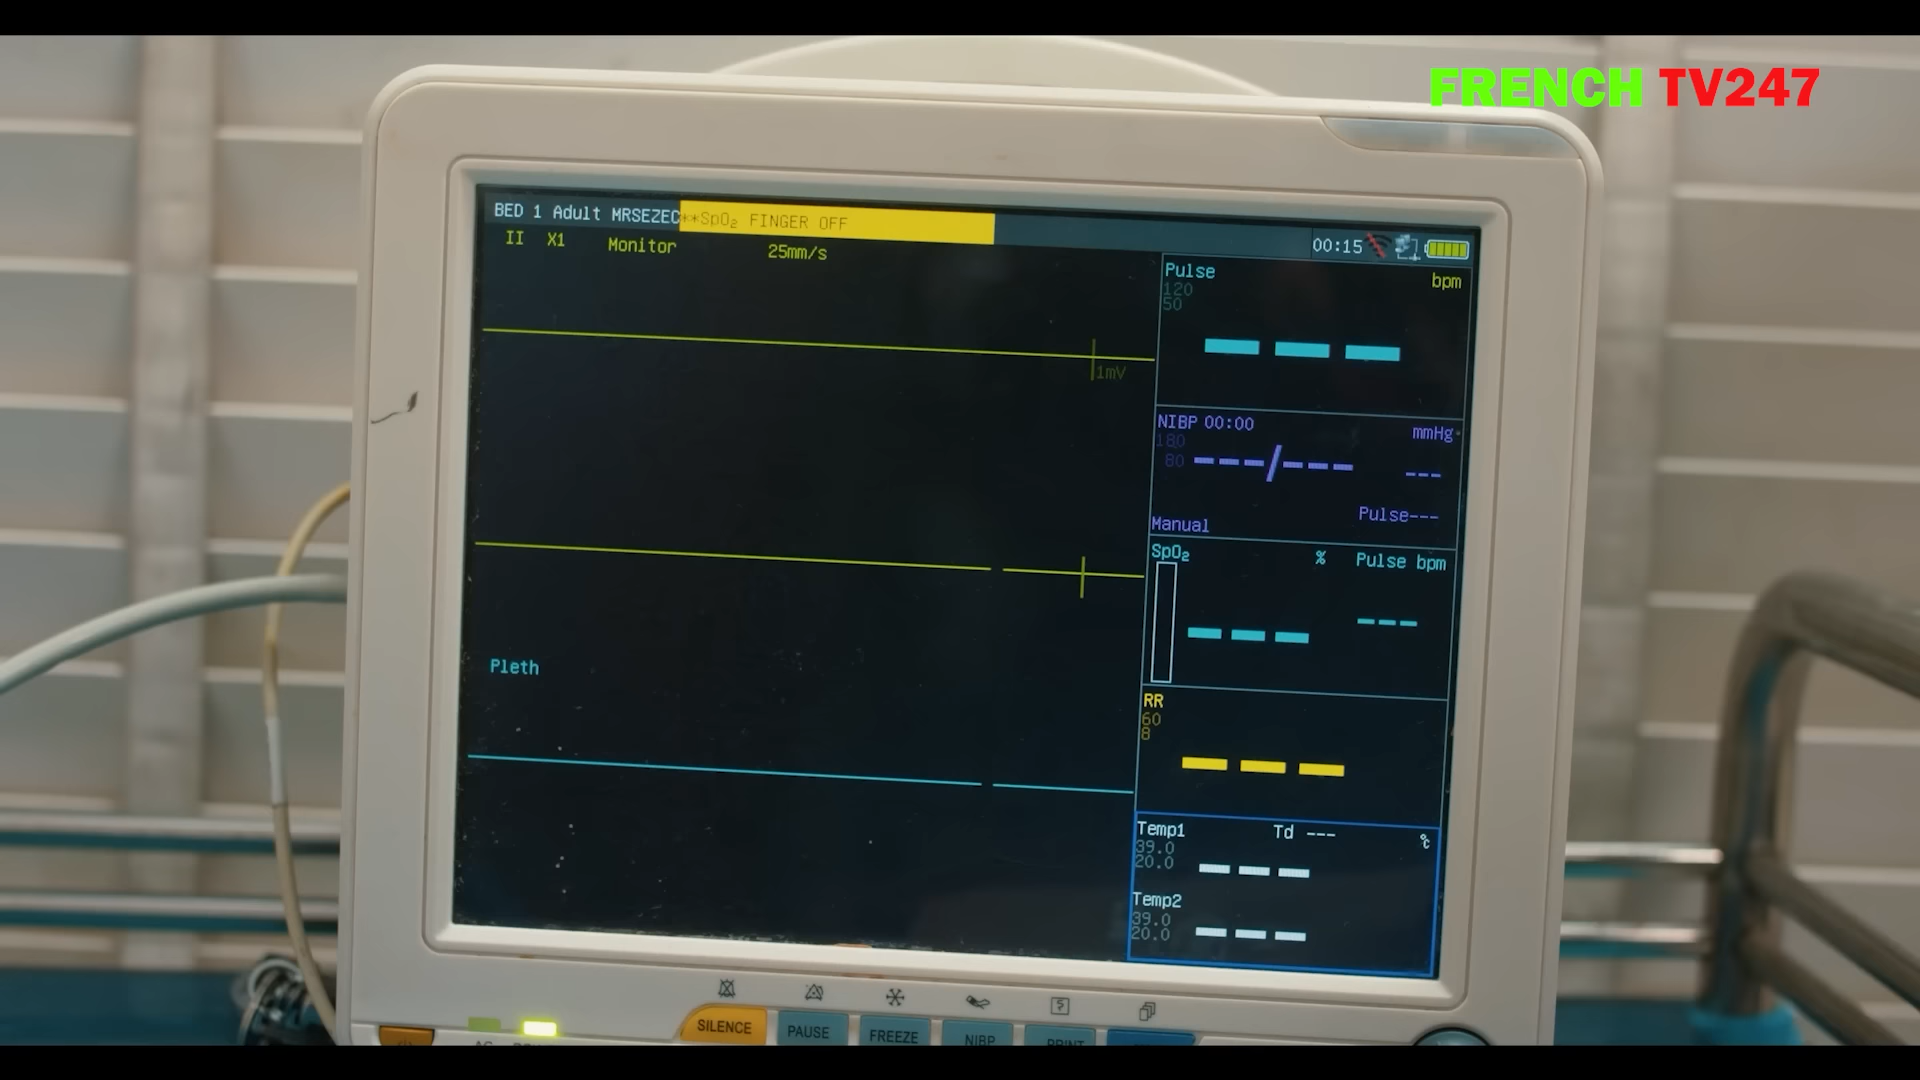 FRENCH TV247
BED 1 Adult MRSEZEC**SpO₂ FINGER OFF
00:15
II X1 Monitor 25mm/s
1mV
Pleth
Pulse bpm
120
50
--- 
NIBP 00:00 mmHg
180
80
---/--- ---
Pulse---
Manual
SpO₂ % Pulse bpm
--- ---
RR
60
8
---
Temp1 Td --- °C
39.0
20.0
---
Temp2
39.0
20.0
---
SILENCE PAUSE FREEZE NIBP PRINT